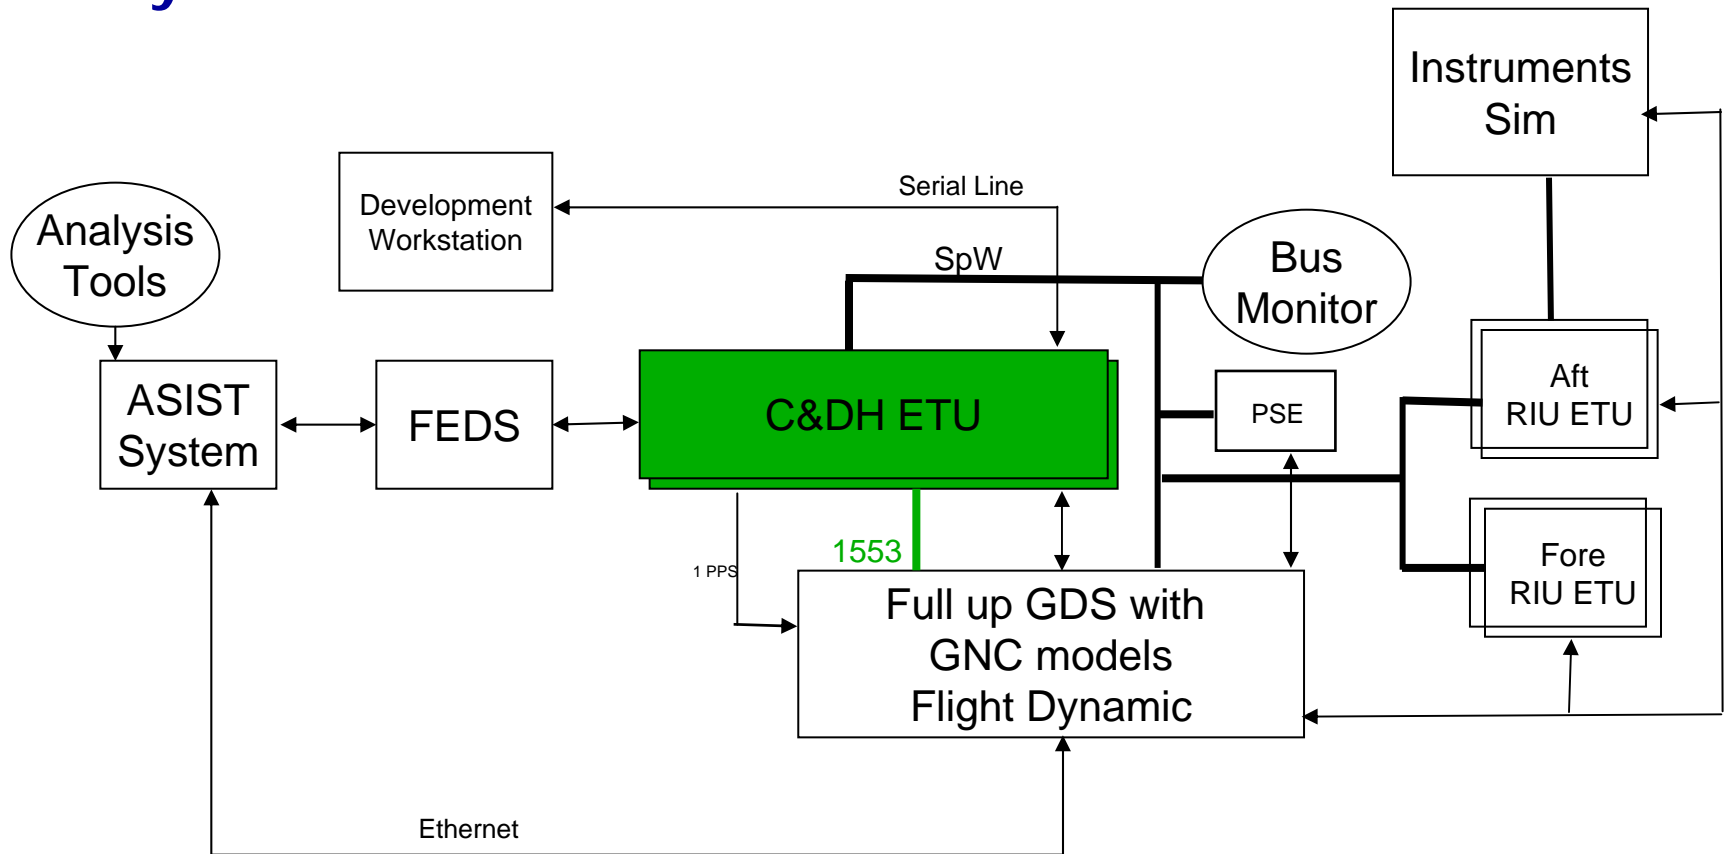 Instruments
Sim
Serial Line
Development
Workstation
Analysis
Tools
SpW
Bus
Monitor
ASIST
System
FEDS
C&DH ETU
PSE
Aft
RIU ETU
1553
1 PPS
Fore
RIU ETU
Full up GDS with
GNC models
Flight Dynamic
Ethernet